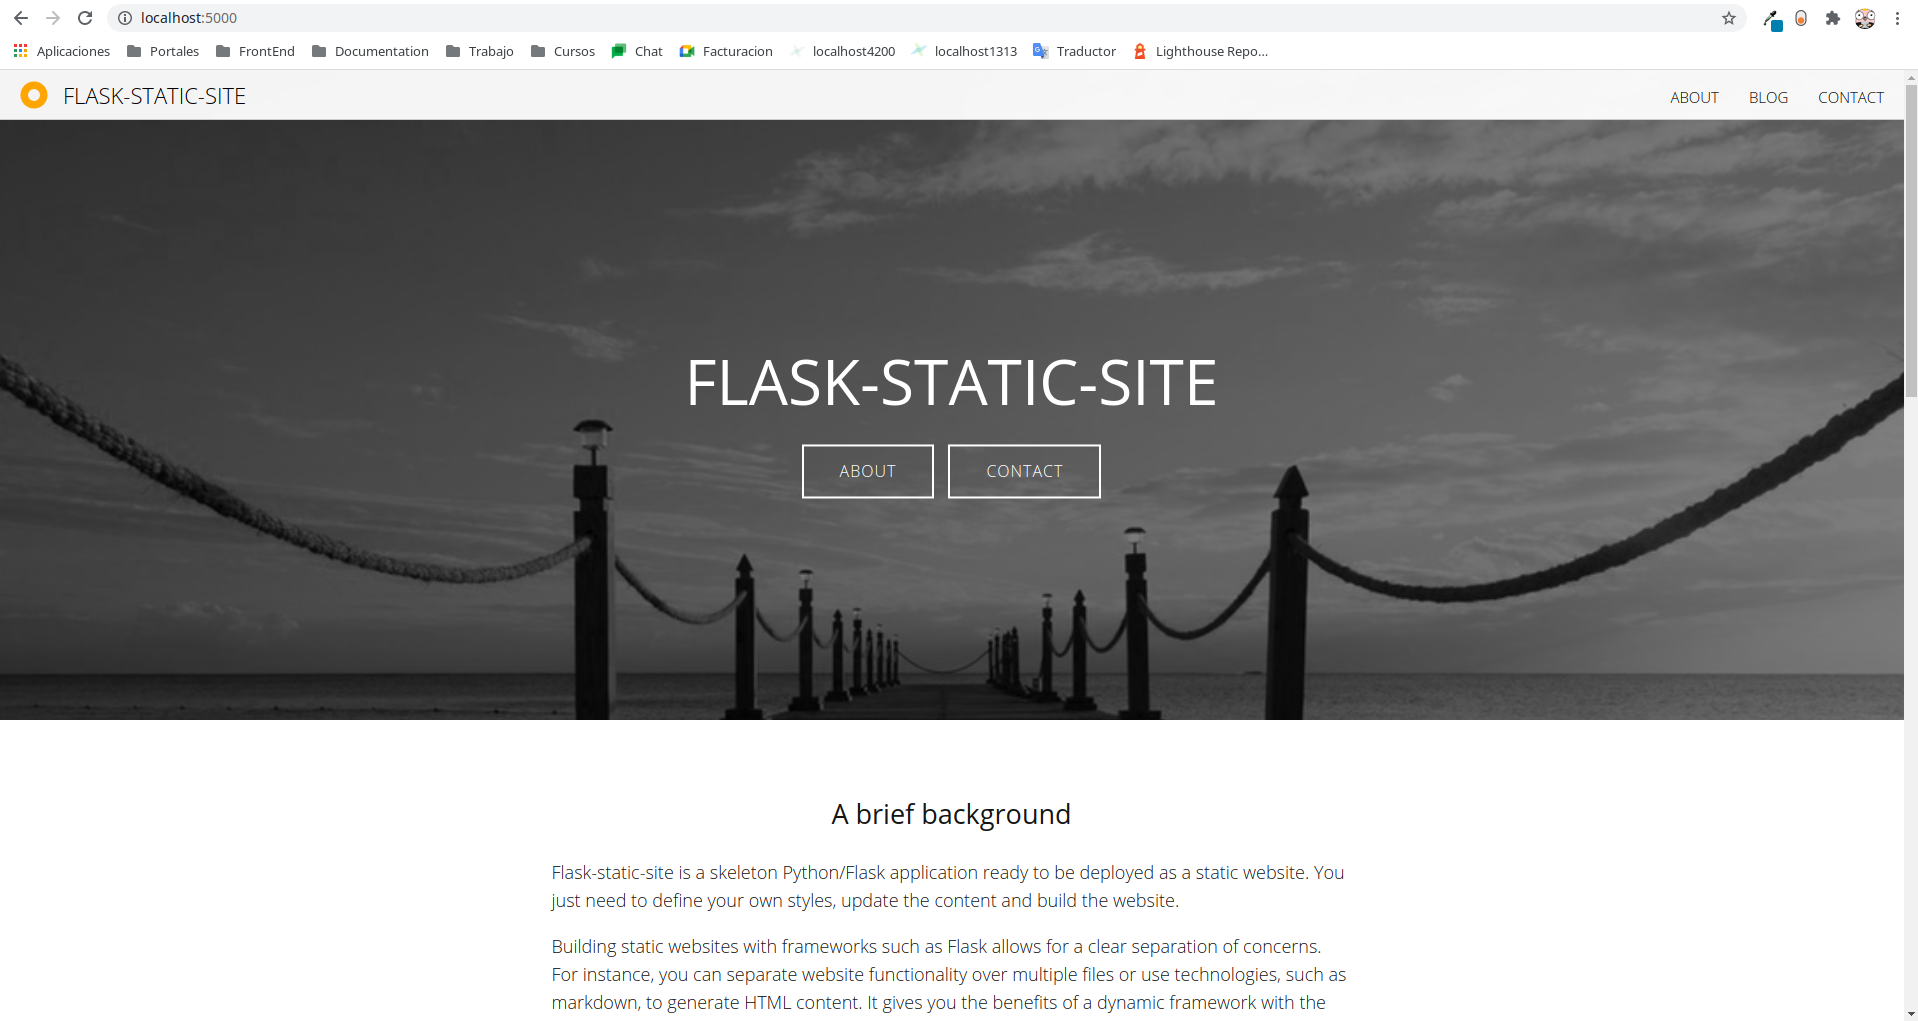 localhost:5000
Aplicaciones Portales FrontEnd Documentation Trabajo Cursos Chat Facturacion localhost4200 localhost1313 Traductor Lighthouse Repo...
FLASK-STATIC-SITE ABOUT BLOG CONTACT
FLASK-STATIC-SITE
ABOUT CONTACT
A brief background
Flask-static-site is a skeleton Python/Flask application ready to be deployed as a static website. You
just need to define your own styles, update the content and build the website.
Building static websites with frameworks such as Flask allows for a clear separation of concerns.
For instance, you can separate website functionality over multiple files or use technologies, such as
markdown, to generate HTML content. It gives you the benefits of a dynamic framework with the